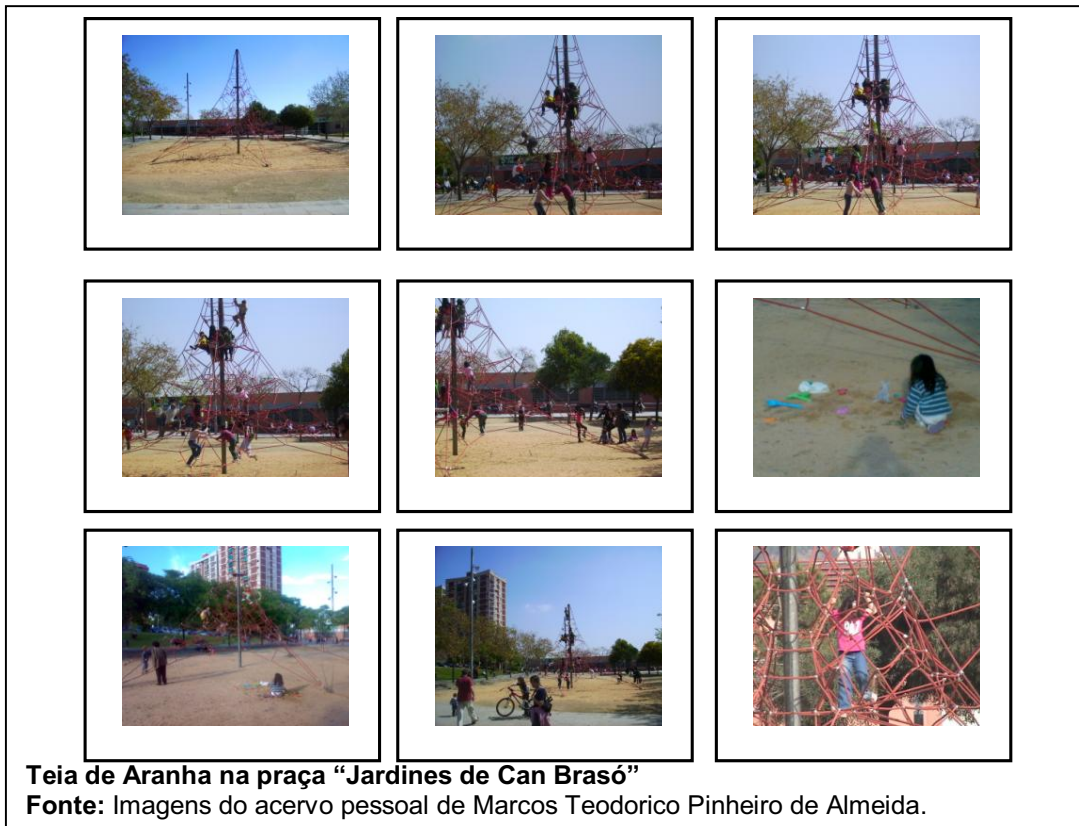 Teia de Aranha na praça “Jardines de Can Brasó”
Fonte: Imagens do acervo pessoal de Marcos Teodorico Pinheiro de Almeida.